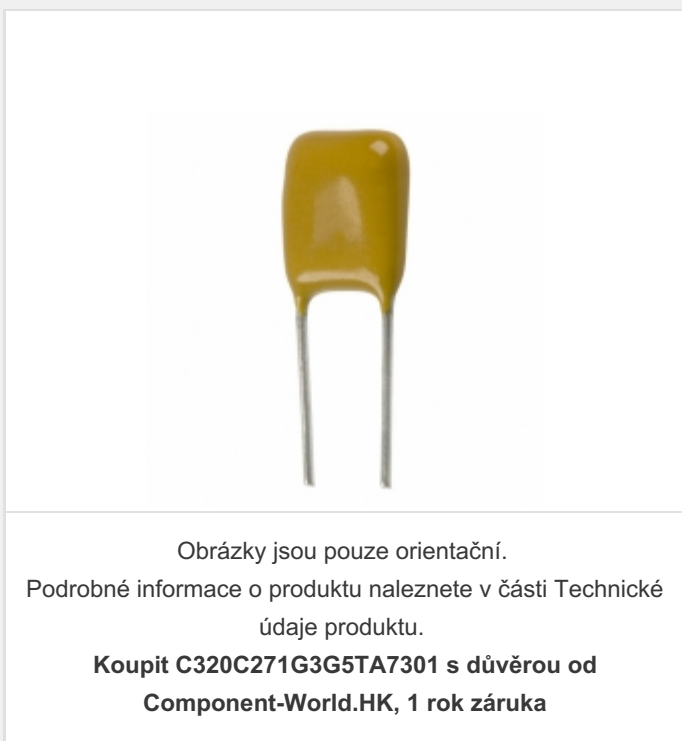 Obrázky jsou pouze orientační.
Podrobné informace o produktu naleznete v části Technické
údaje produktu.
Koupit C320C271G3G5TA7301 s důvěrou od
Component-World.HK, 1 rok záruka